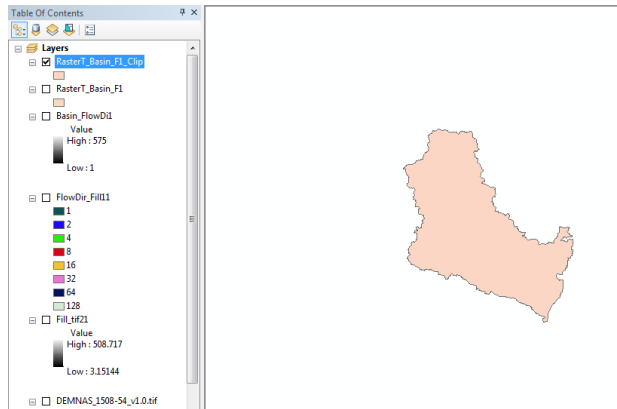 Table Of Contents
Layers
RasterT_Basin_F1_Clip
RasterT_Basin_F1
Basin_FlowDi1
Value
High : 575
Low : 1
FlowDir_Fill11
1
2
4
8
16
32
64
128
Fill_tif21
Value
High : 508.717
Low : 3.15144
DEMNAS_1508-54_v1.0.tif